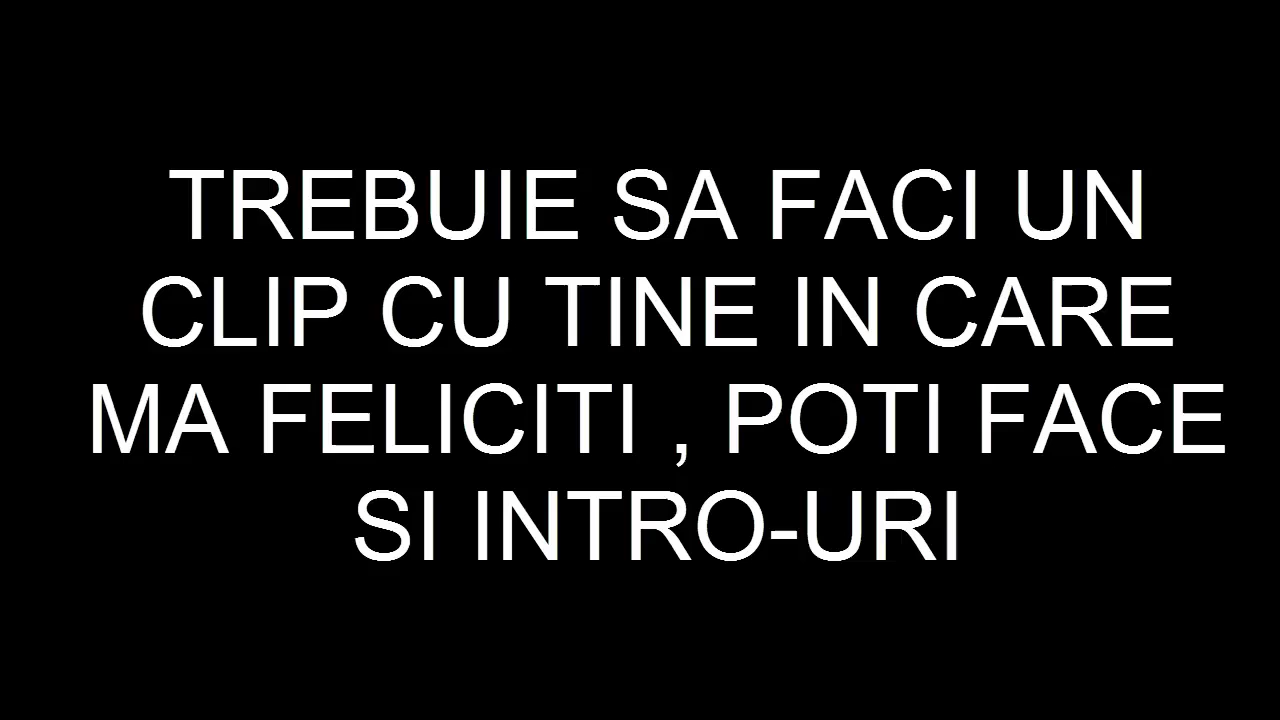 TREBUIE SA FACI UN
CLIP CU TINE IN CARE
MA FELICITI , POTI FACE
SI INTRO-URI